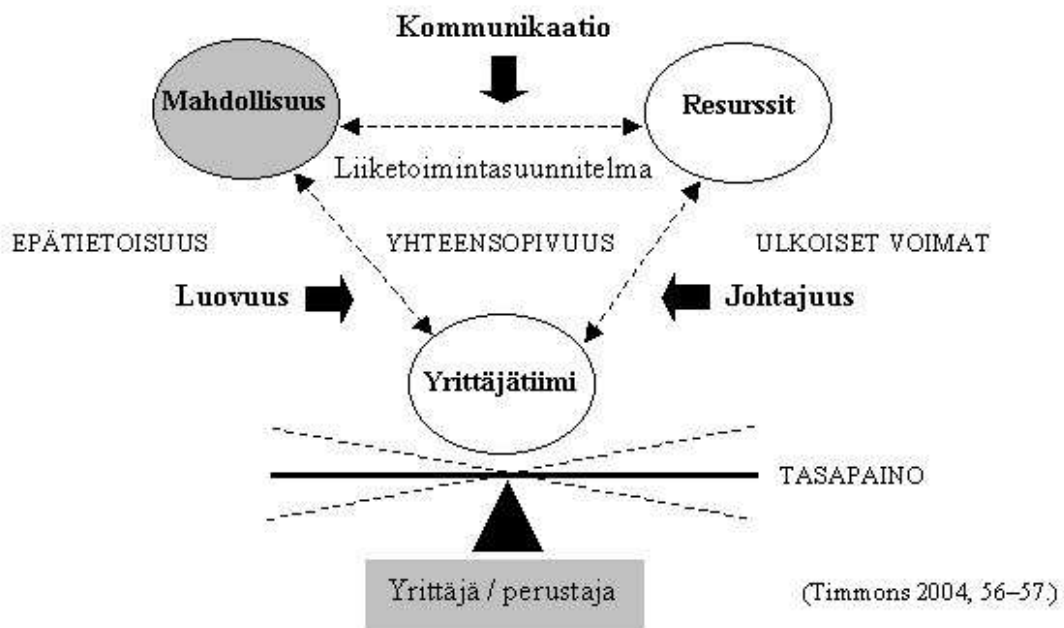 Kommunikaatio
Mahdollisuus
Resurssit
Liiketoimintasuunnitelma
EPÄTIETOISUUS
YHTEENSOPIVUUS
ULKOISET VOIMAT
Luovuus
Johtajuus
Yrittäjätiimi
TASAPAINO
Yrittäjä / perustaja
(Timmons 2004, 56–57.)